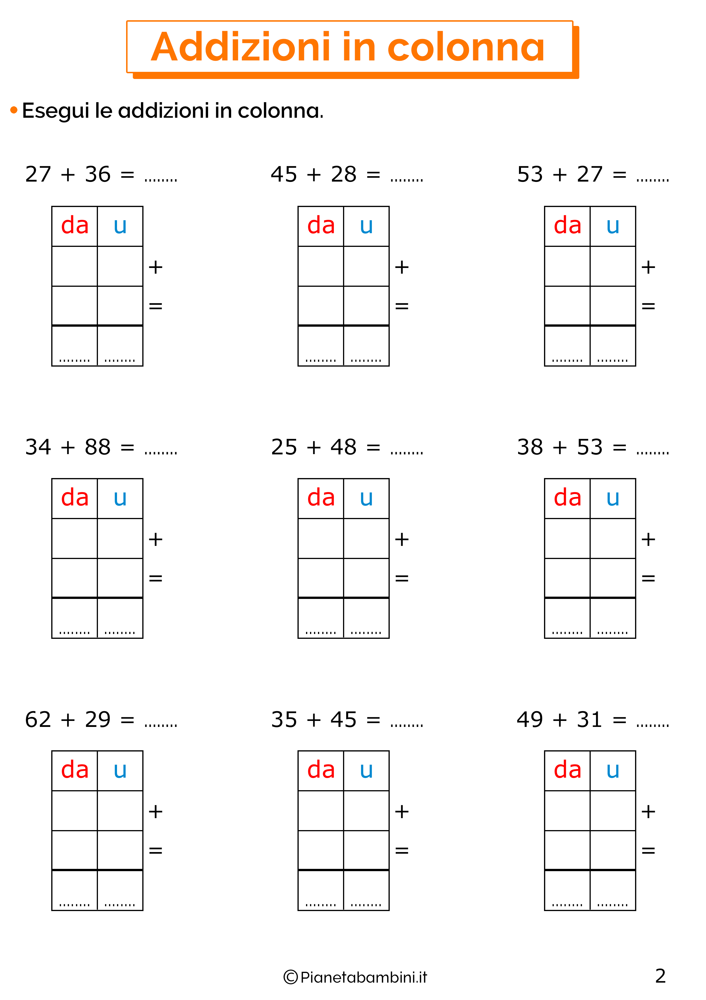 Addizioni in colonna
• Esegui le addizioni in colonna.
27 + 36 = ........ 45 + 28 = ........ 53 + 27 = ........
da u da u da u
+ + +
= = =
........ ........ ........ ........ ........ ........
34 + 88 = ........ 25 + 48 = ........ 38 + 53 = ........
da u da u da u
+ + +
= = =
........ ........ ........ ........ ........ ........
62 + 29 = ........ 35 + 45 = ........ 49 + 31 = ........
da u da u da u
+ + +
= = =
........ ........ ........ ........ ........ ........
©Pianetabambini.it 2